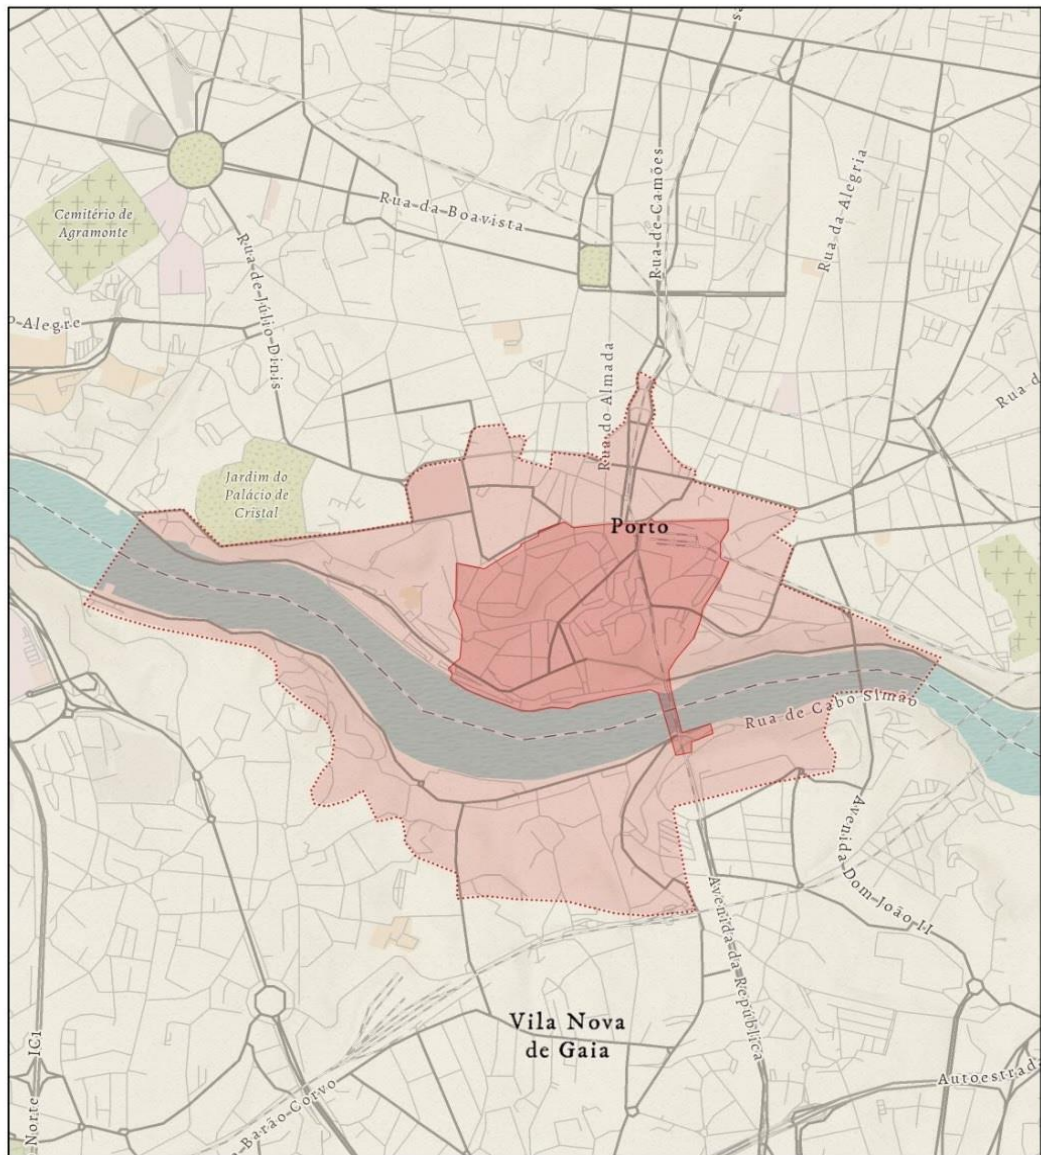 Rua da Boavista
Rua de Camões
Rua da Alegria
Cemitério de
Agramonte
Rua de Júlio Dinis
Alegre
Rua do Almada
Jardim do
Palácio de
Cristal
Porto
Rua de Cabo Simão
Avenida Dom João II
Avenida da República
Vila Nova
de Gaia
Norte IC1
Barão Corvo
Autoestrada
Rua